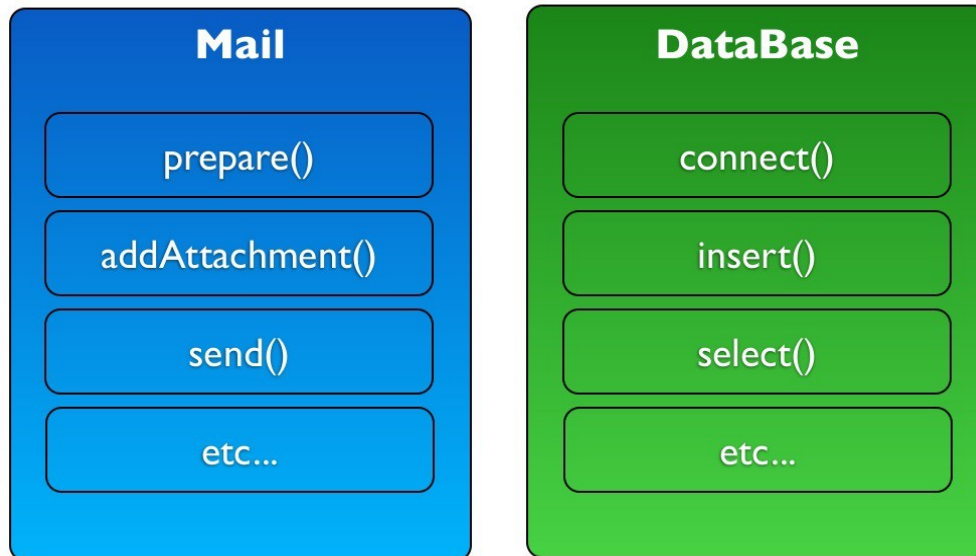 Mail
prepare()
addAttachment()
send()
etc...
DataBase
connect()
insert()
select()
etc...